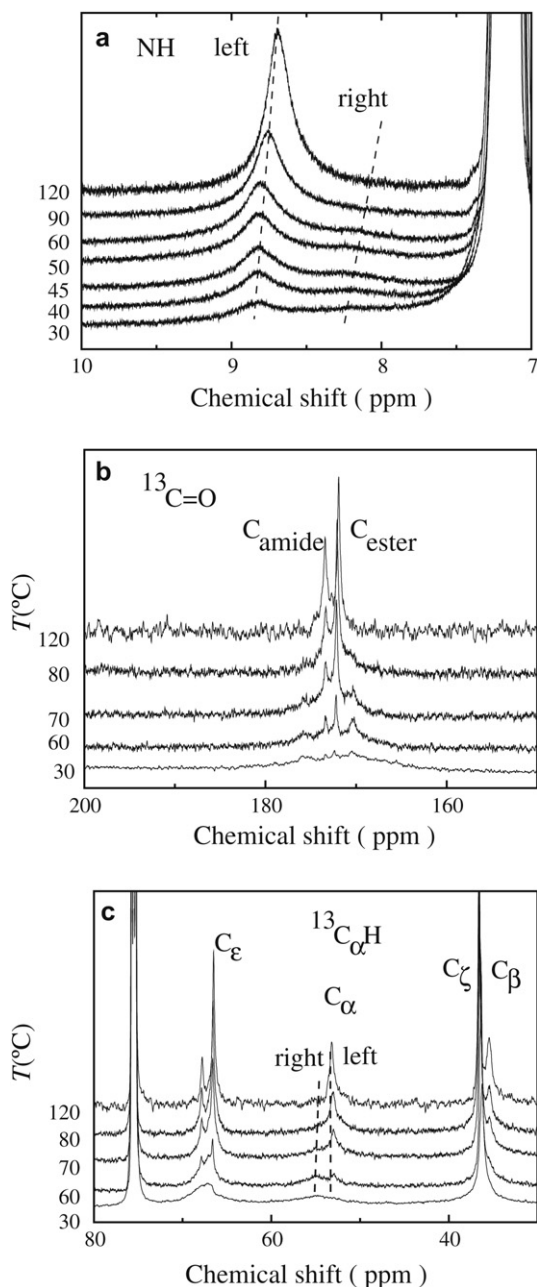 a
NH left
right
120
90
60
50
45
40
30
10 9 8 7
Chemical shift ( ppm )
b
13C=O
Camide Cester
T(ºC)
120
80
70
60
30
200 180 160
Chemical shift ( ppm )
c
13CαH
Cε
Cζ Cβ
Cα
right left
T(ºC)
120
80
70
60
30
80 60 40
Chemical shift ( ppm )